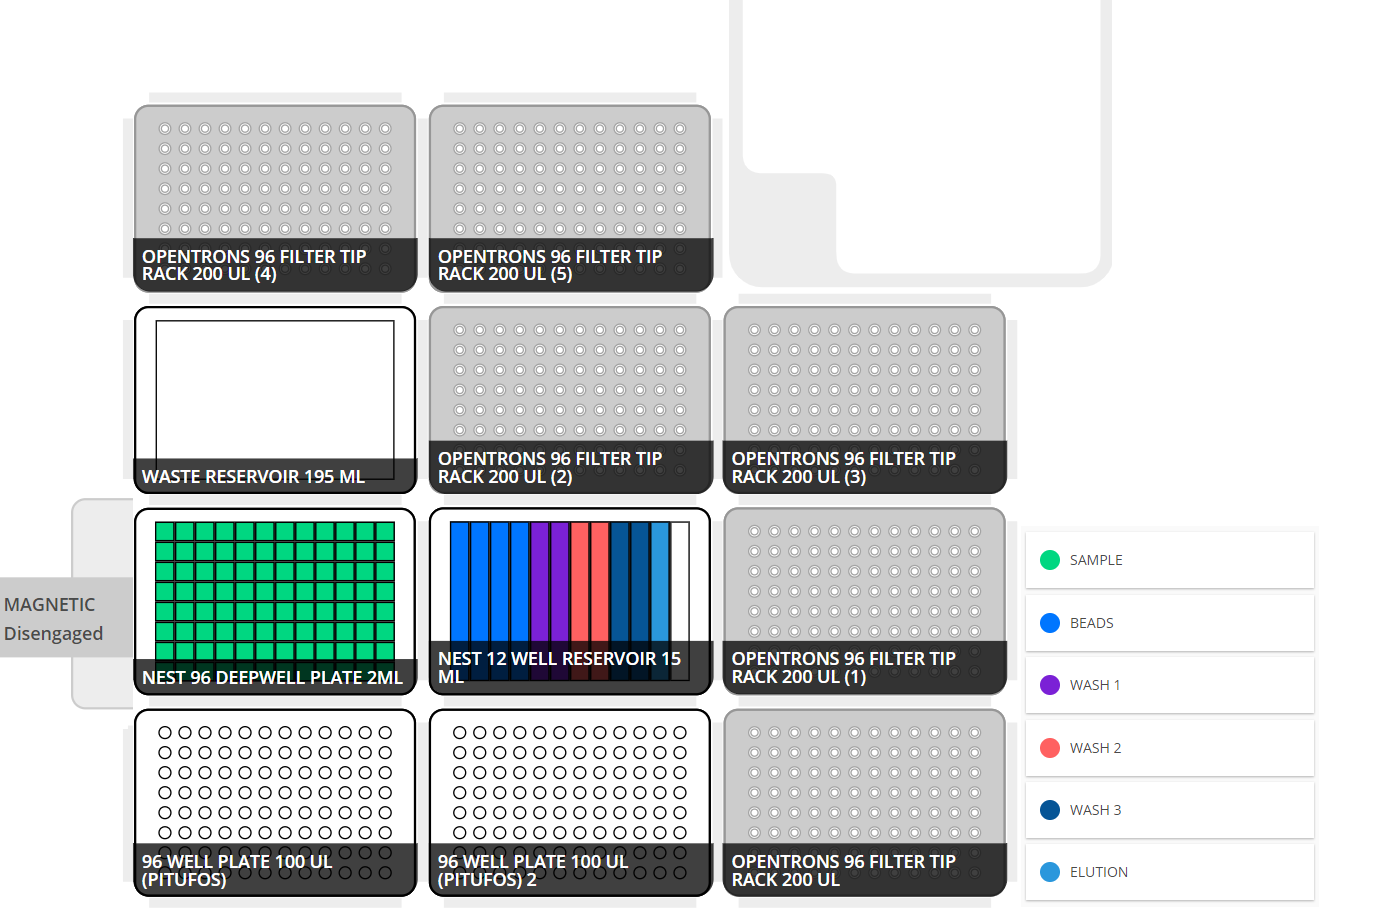 OPENTRONS 96 FILTER TIP
RACK 200 UL (4)
OPENTRONS 96 FILTER TIP
RACK 200 UL (5)
WASTE RESERVOIR 195 ML
OPENTRONS 96 FILTER TIP
RACK 200 UL (2)
OPENTRONS 96 FILTER TIP
RACK 200 UL (3)
MAGNETIC
Disengaged
NEST 96 DEEPWELL PLATE 2ML
NEST 12 WELL RESERVOIR 15
ML
OPENTRONS 96 FILTER TIP
RACK 200 UL (1)
96 WELL PLATE 100 UL
(PITUFOS)
96 WELL PLATE 100 UL
(PITUFOS) 2
OPENTRONS 96 FILTER TIP
RACK 200 UL
SAMPLE
BEADS
WASH 1
WASH 2
WASH 3
ELUTION